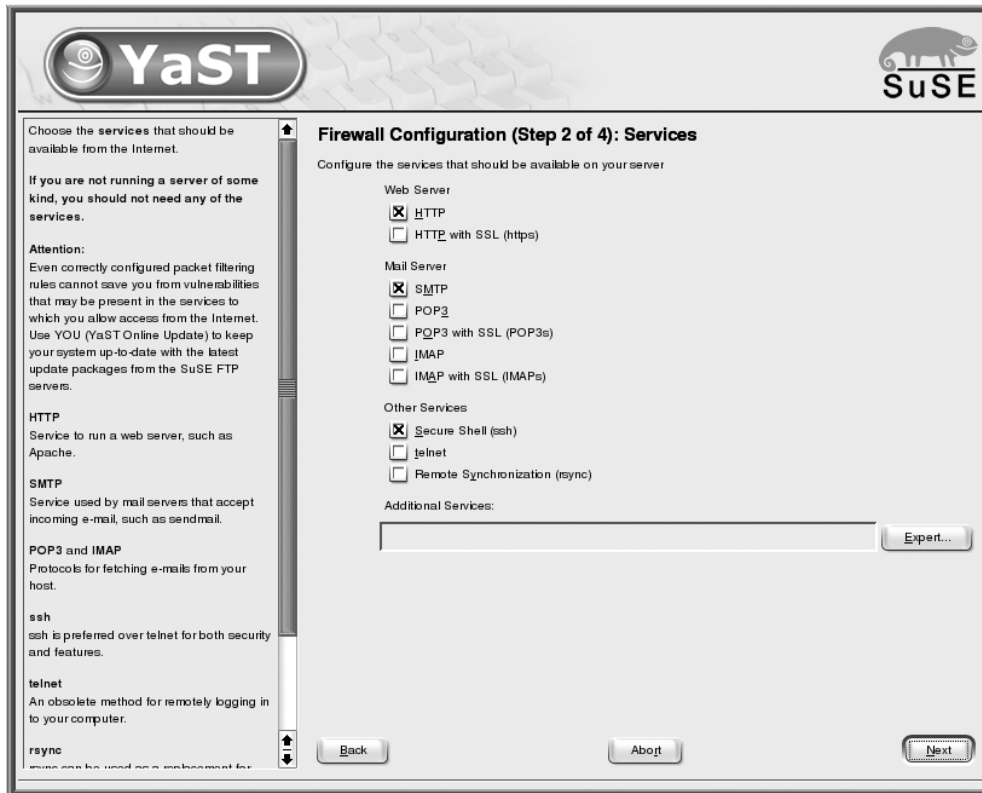 YaST
SuSE
Choose the services that should be
available from the Internet.
If you are not running a server of some
kind, you should not need any of the
services.
Attention:
Even correctly configured packet filtering
rules cannot save you from vulnerabilities
that may be present in the services to
which you allow access from the Internet.
Use YOU (YaST Online Update) to keep
your system up-to-date with the latest
update packages from the SuSE FTP
servers.
HTTP
Service to run a web server, such as
Apache.
SMTP
Service used by mail servers that accept
incoming e-mail, such as sendmail.
POP3 and IMAP
Protocols for fetching e-mails from your
host.
ssh
ssh is preferred over telnet for both security
and features.
telnet
An obsolete method for remotely logging in
to your computer.
rsync
rsync can be used as a replacement for
Firewall Configuration (Step 2 of 4): Services
Configure the services that should be available on your server
Web Server
HTTP
HTTP with SSL (https)
Mail Server
SMTP
POP3
POP3 with SSL (POP3s)
IMAP
IMAP with SSL (IMAPs)
Other Services
Secure Shell (ssh)
telnet
Remote Synchronization (rsync)
Additional Services:
Expert...
Back
Abort
Next